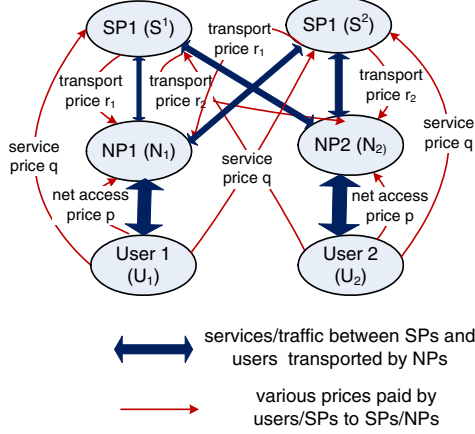 SP1 (S¹)
SP1 (S²)
transport
price r₁
transport
price r₂
transport
price r₁
transport
price r₂
service
price q
NP1 (N₁)
NP2 (N₂)
service
price q
service
price q
net access
price p
net access
price p
User 1
(U₁)
User 2
(U₂)
services/traffic between SPs and
users transported by NPs
various prices paid by
users/SPs to SPs/NPs